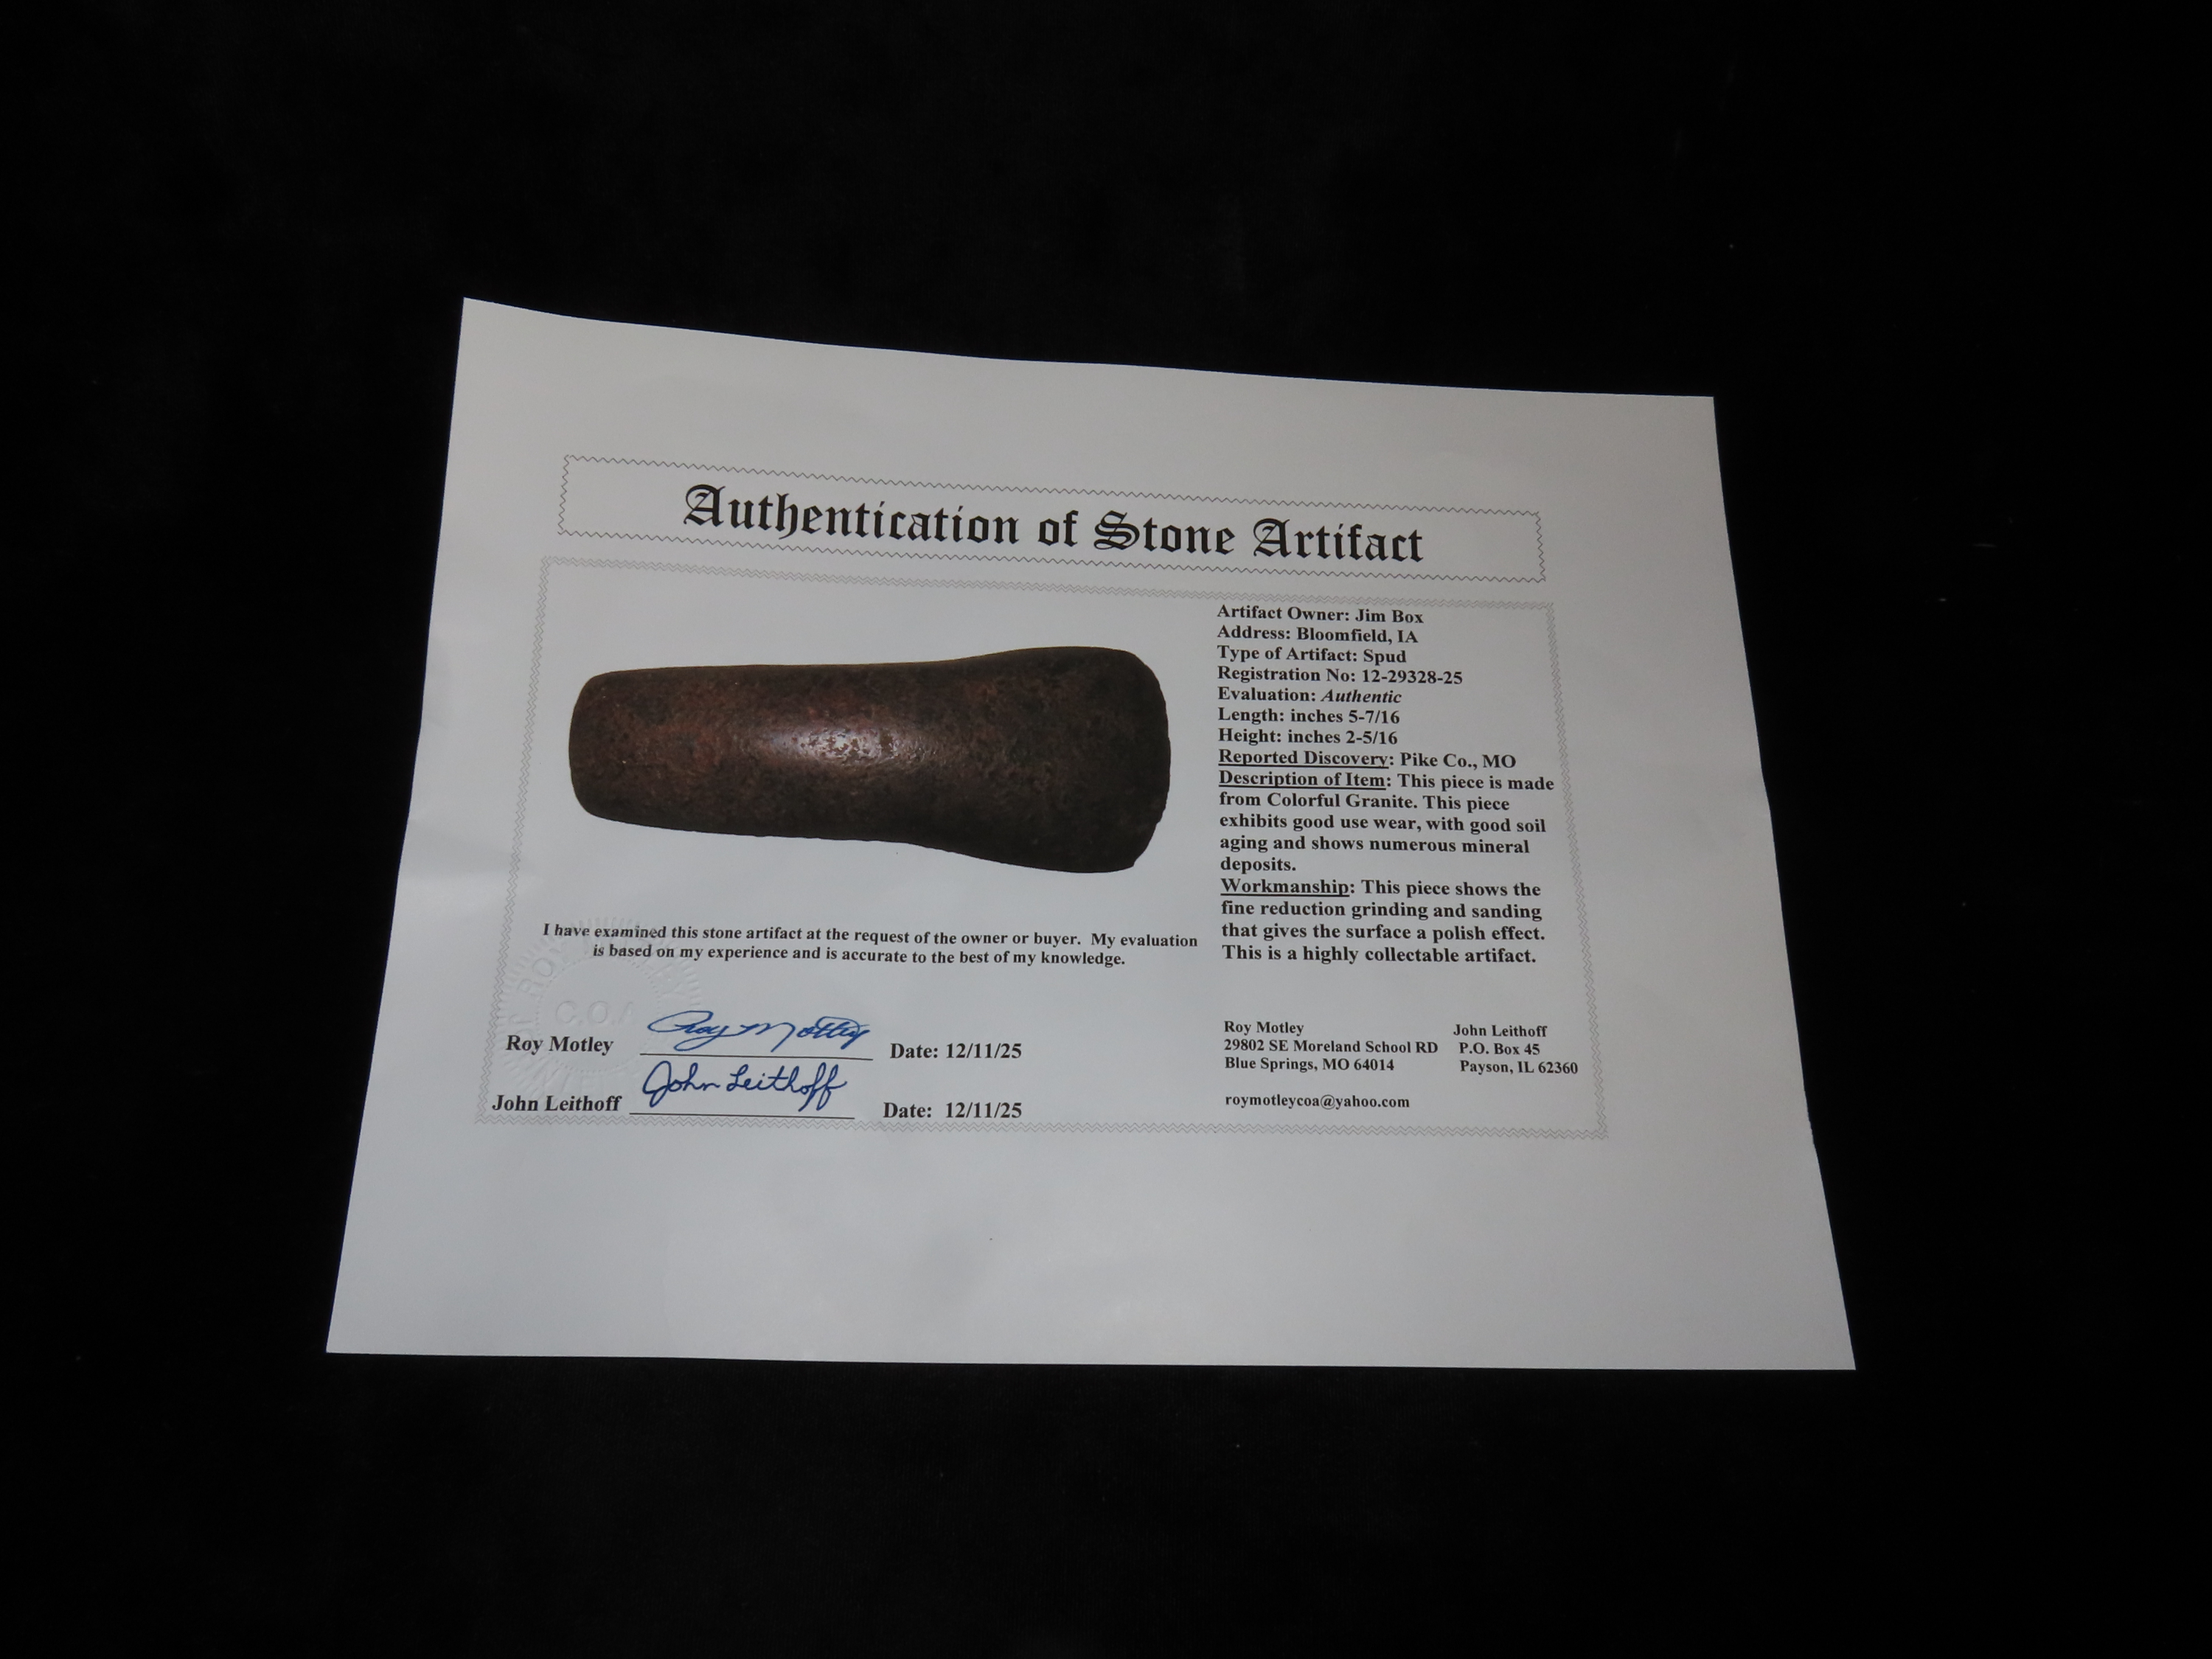 Authentication of Stone Artifact
Artifact Owner: Jim Box
Address: Bloomfield, IA
Type of Artifact: Spud
Registration No: 12-29328-25
Evaluation: Authentic
Length: inches 5-7/16
Height: inches 2-5/16
Reported Discovery: Pike Co., MO
Description of Item: This piece is made
from Colorful Granite. This piece
exhibits good use wear, with good soil
aging and shows numerous mineral
deposits.
Workmanship: This piece shows the
fine reduction grinding and sanding
that gives the surface a polish effect.
This is a highly collectable artifact.
I have examined this stone artifact at the request of the owner or buyer. My evaluation
is based on my experience and is accurate to the best of my knowledge.
C.O.A
Roy Motley Roy Motley Date: 12/11/25
John Leithoff John Leithoff Date: 12/11/25
Roy Motley
29802 SE Moreland School RD
Blue Springs, MO 64014
roymotleycoa@yahoo.com
John Leithoff
P.O. Box 45
Payson, IL 62360